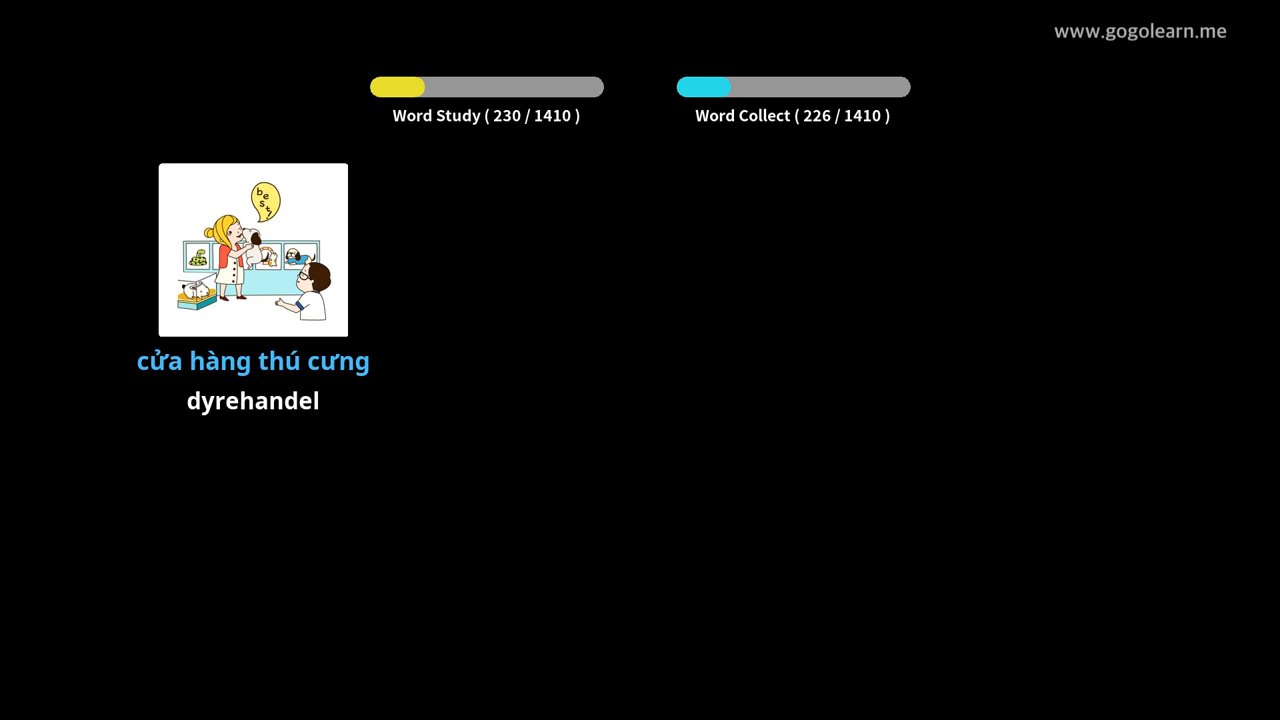 www.gogolearn.me
Word Study ( 230 / 1410 )
Word Collect ( 226 / 1410 )
best,
cửa hàng thú cưng
dyrehandel